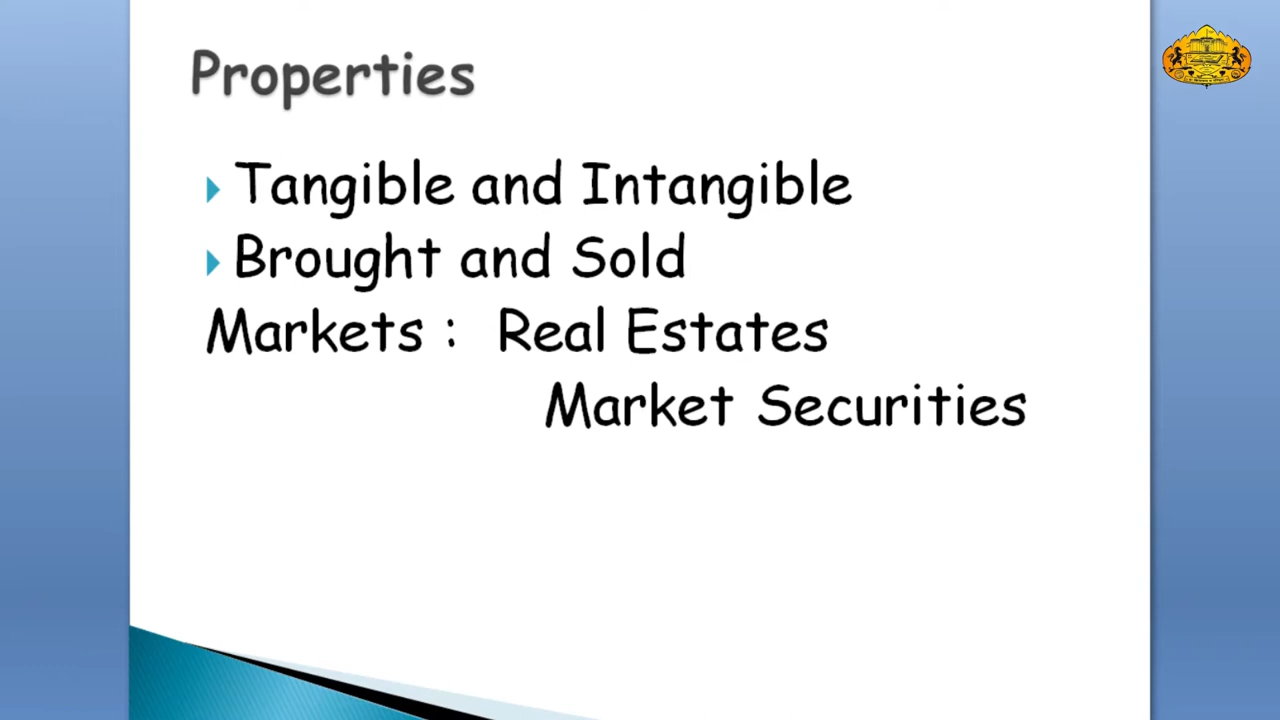 Properties
Tangible and Intangible
Brought and Sold
Markets : Real Estates
Market Securities